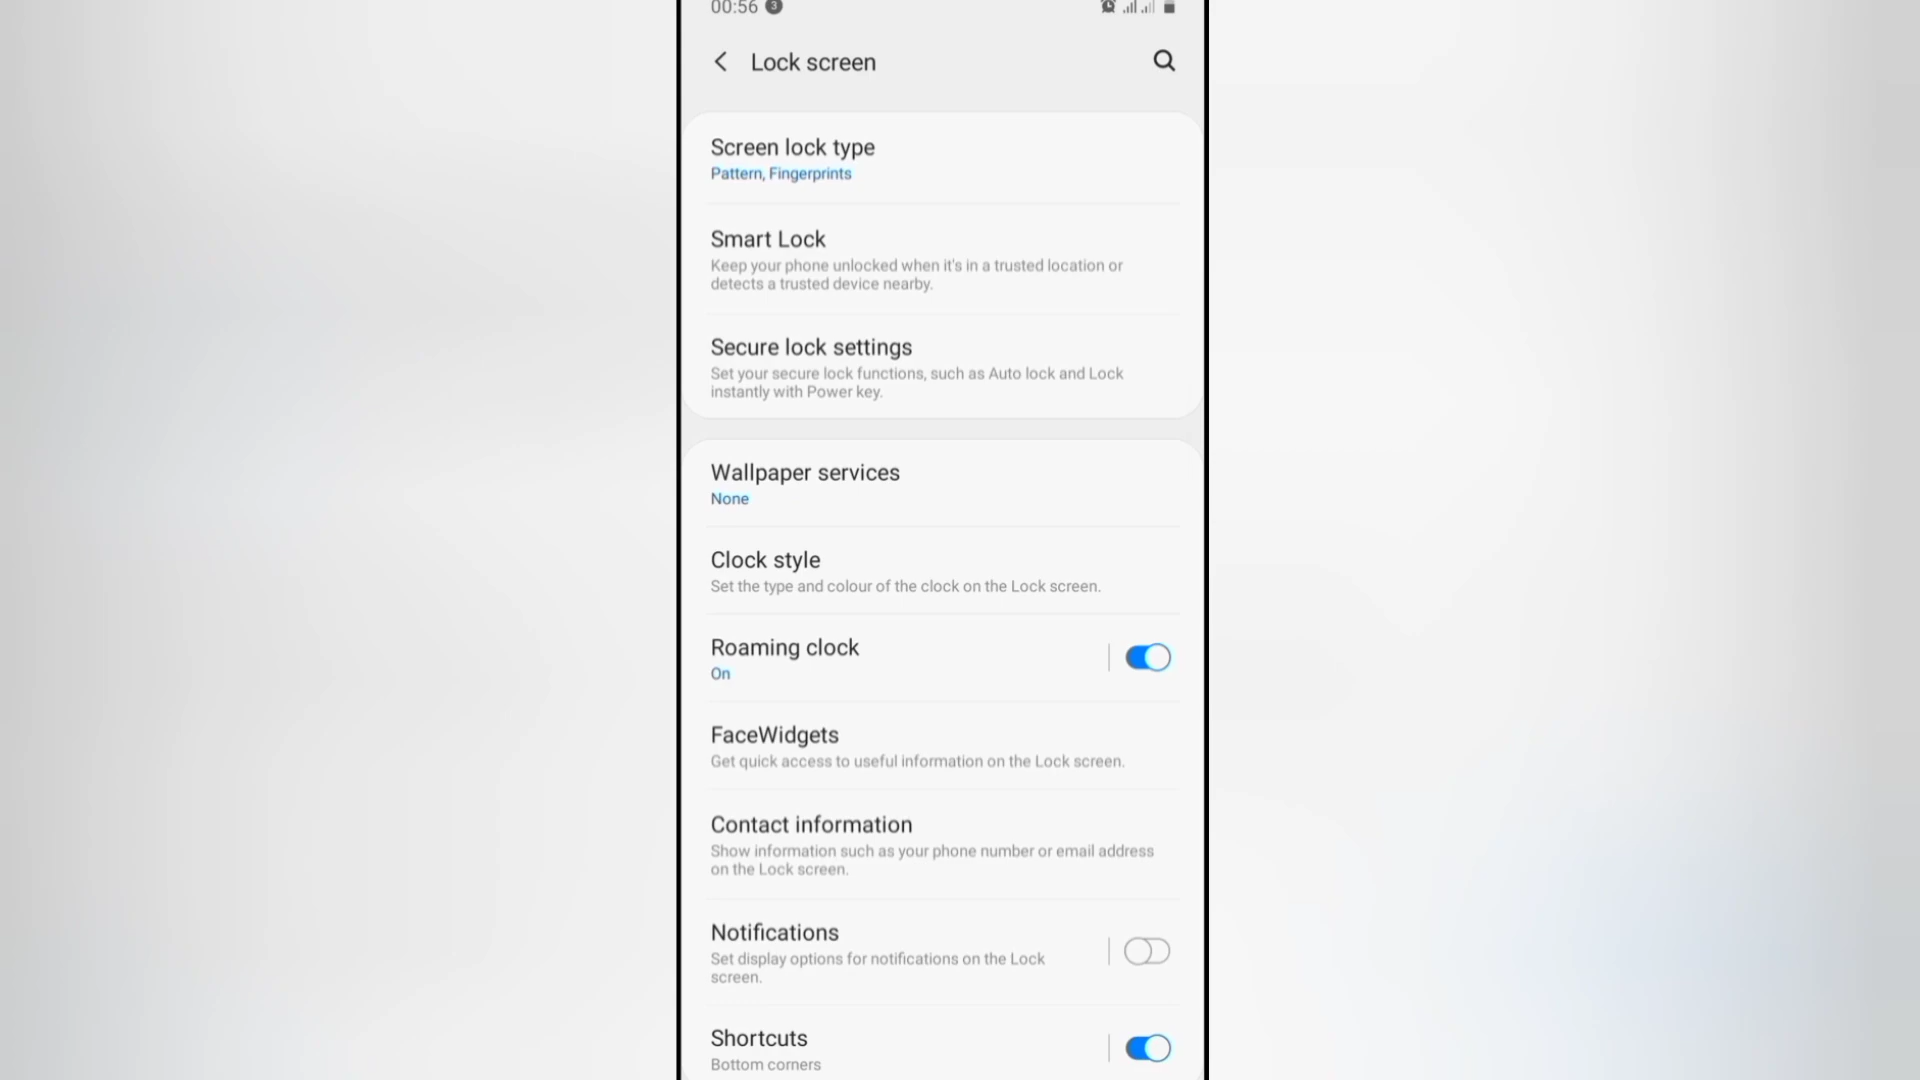 00:56 3
Lock screen
Screen lock type
Pattern, Fingerprints
Smart Lock
Keep your phone unlocked when it's in a trusted location or
detects a trusted device nearby.
Secure lock settings
Set your secure lock functions, such as Auto lock and Lock
instantly with Power key.
Wallpaper services
None
Clock style
Set the type and colour of the clock on the Lock screen.
Roaming clock
On
FaceWidgets
Get quick access to useful information on the Lock screen.
Contact information
Show information such as your phone number or email address
on the Lock screen.
Notifications
Set display options for notifications on the Lock
screen.
Shortcuts
Bottom corners